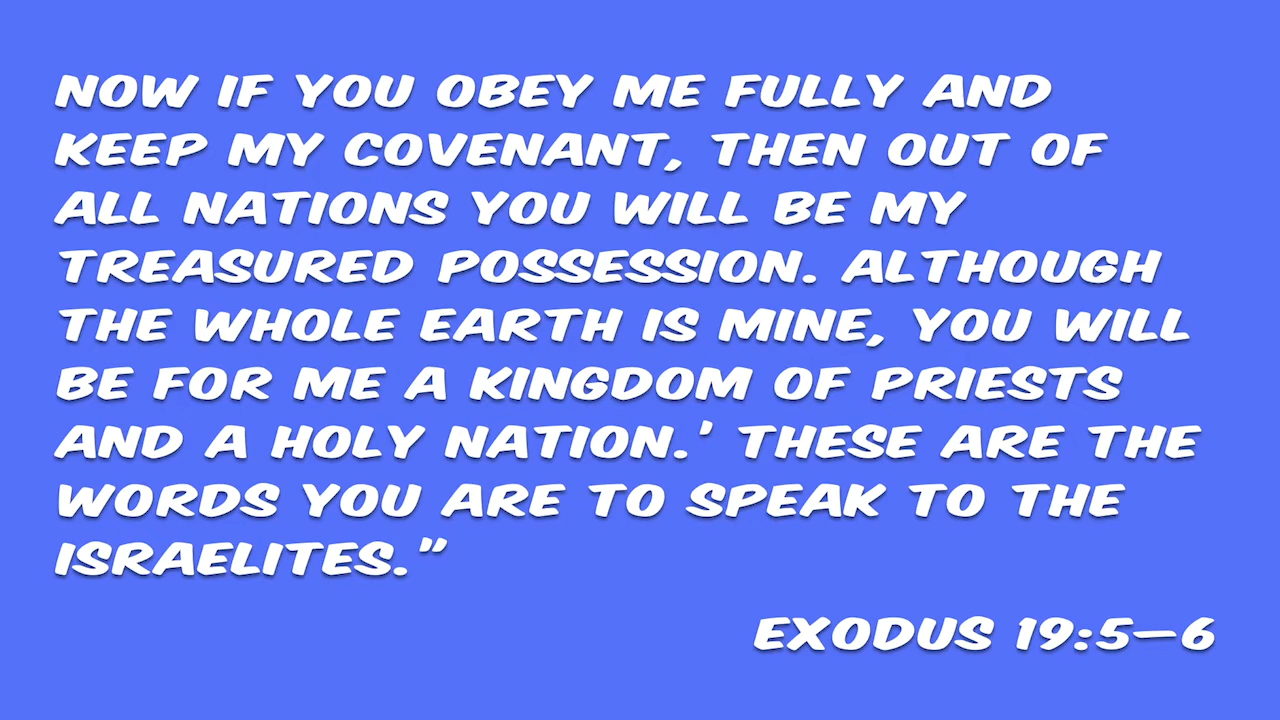 NOW IF YOU OBEY ME FULLY AND
KEEP MY COVENANT, THEN OUT OF
ALL NATIONS YOU WILL BE MY
TREASURED POSSESSION. ALTHOUGH
THE WHOLE EARTH IS MINE, YOU WILL
BE FOR ME A KINGDOM OF PRIESTS
AND A HOLY NATION.’ THESE ARE THE
WORDS YOU ARE TO SPEAK TO THE
ISRAELITES.”
EXODUS 19:5–6